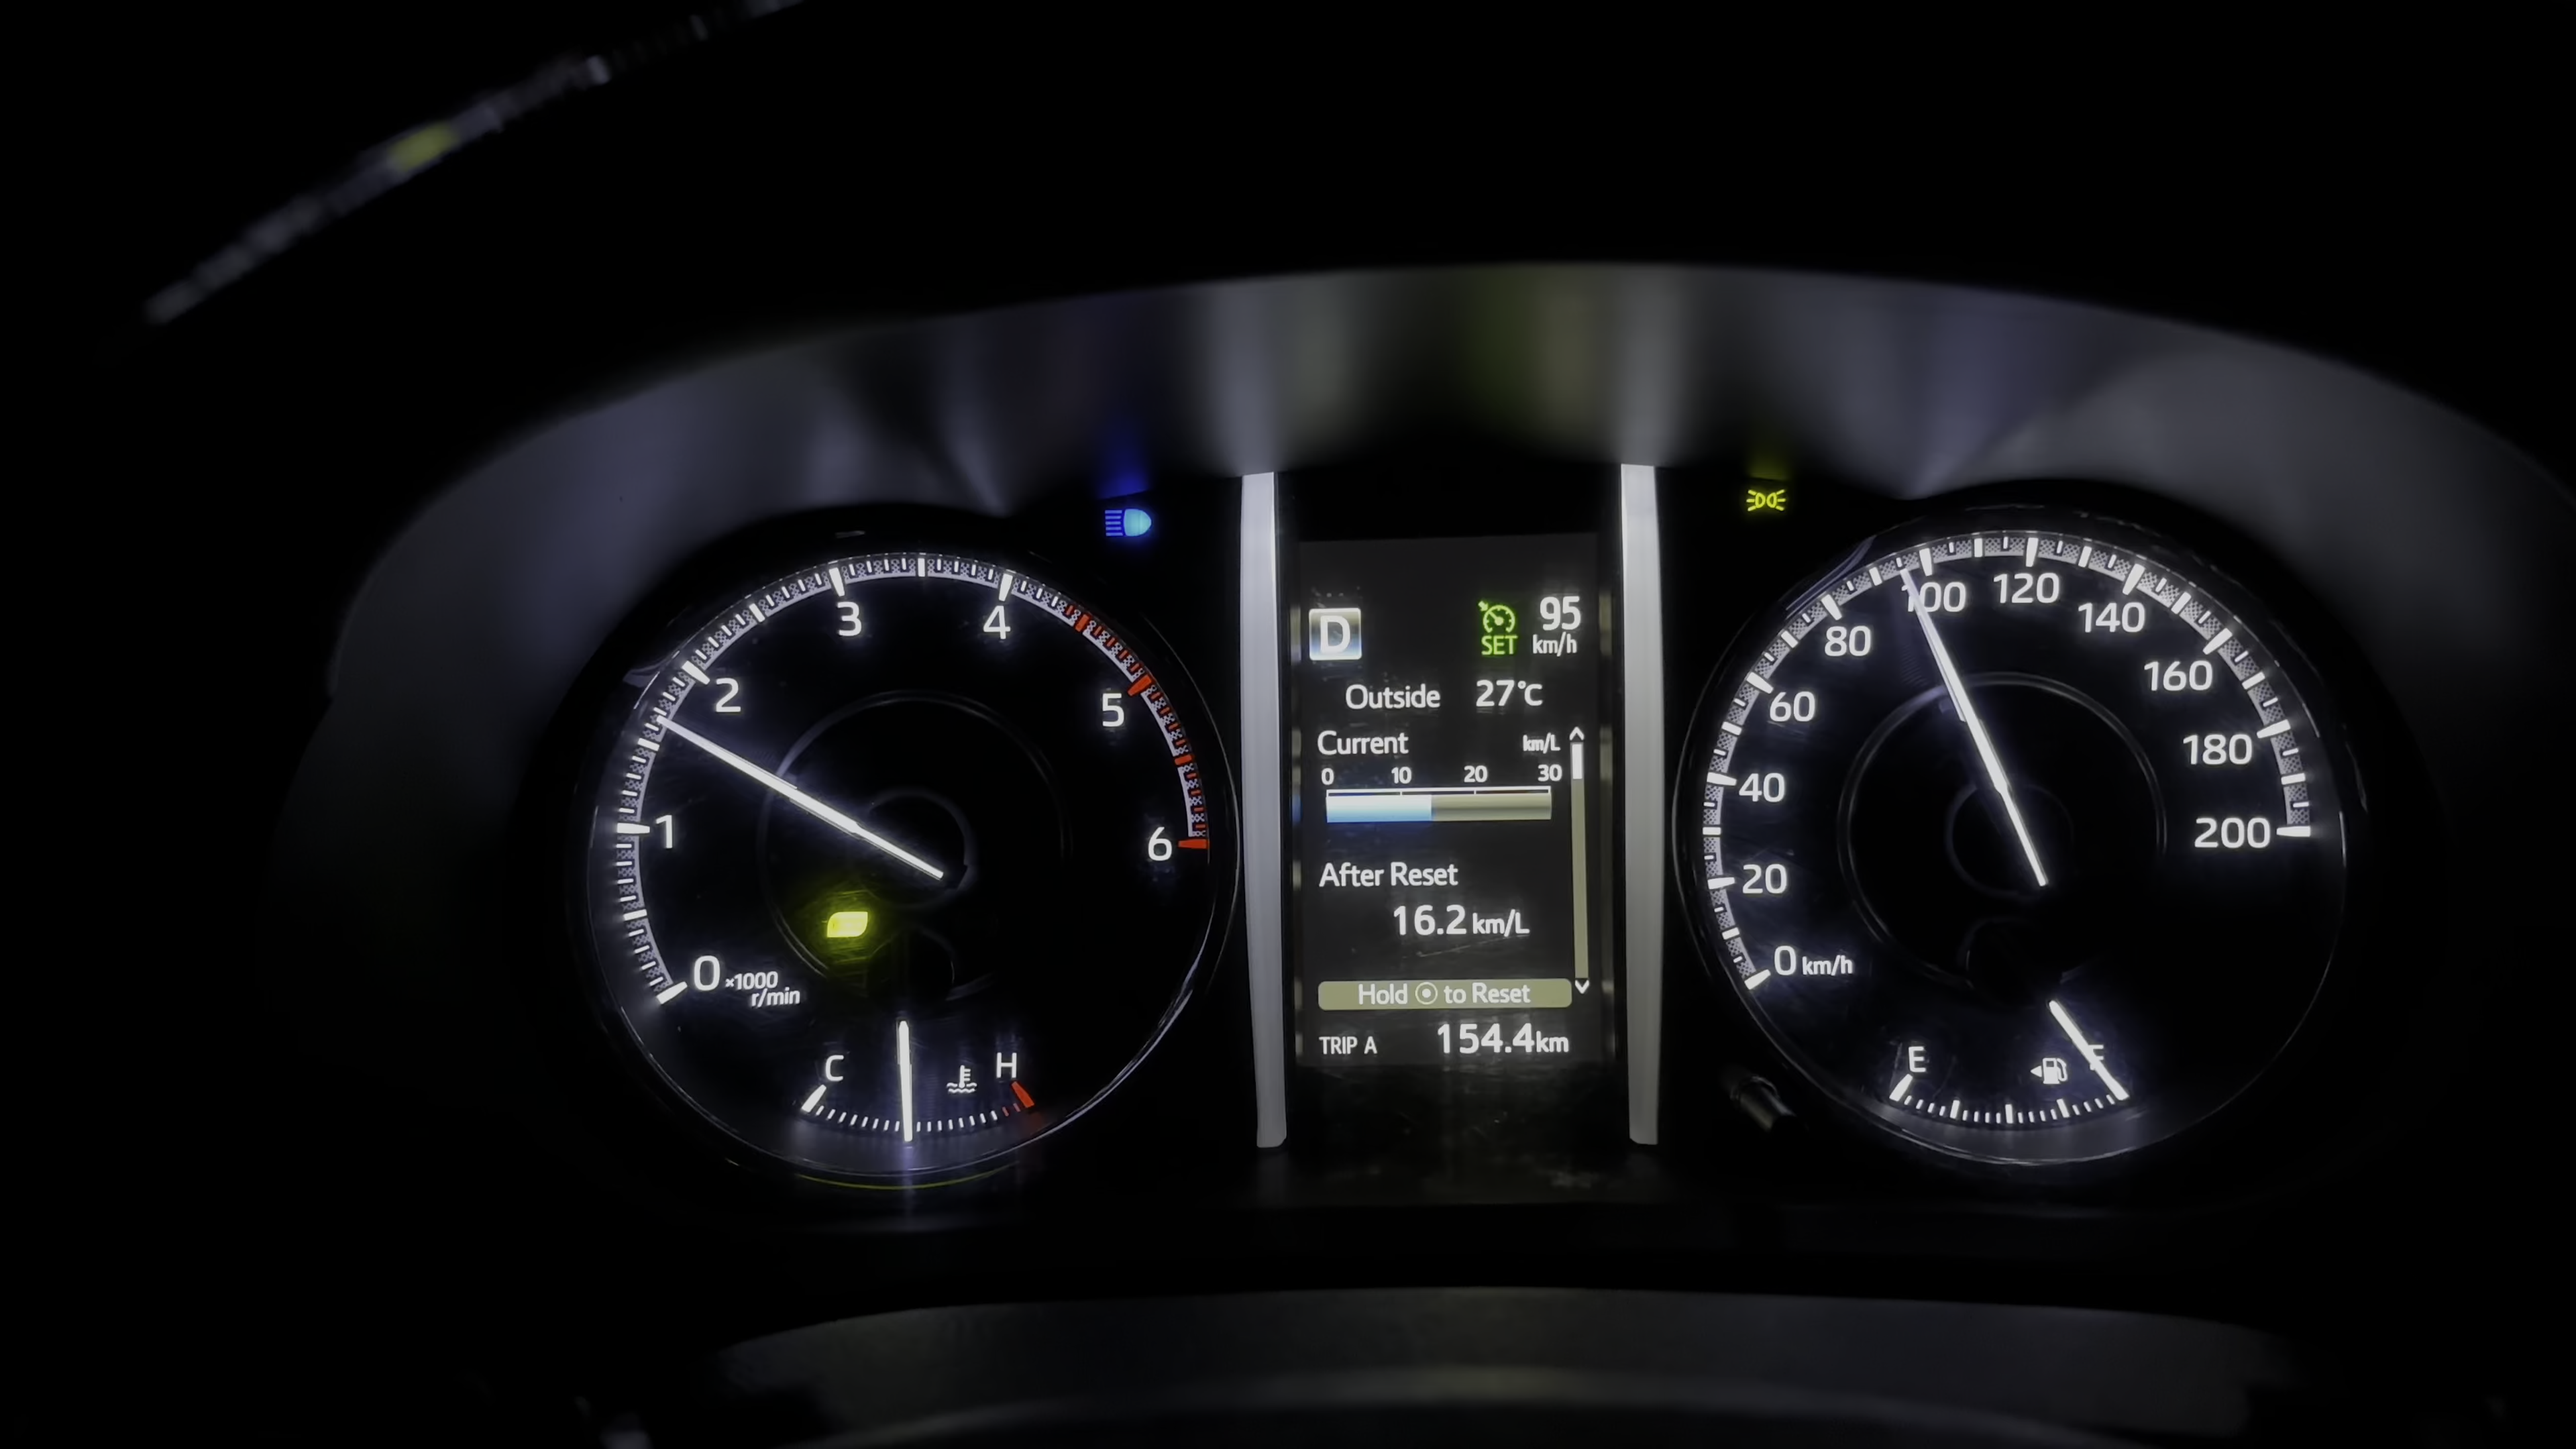 0
×1000
r/min
1
2
3
4
5
6
C
H
D
SET
95
km/h
Outside 27°C
Current km/L
0 10 20 30
After Reset
16.2 km/L
Hold to Reset
TRIP A 154.4km
0 km/h
20
40
60
80
100
120
140
160
180
200
E
F